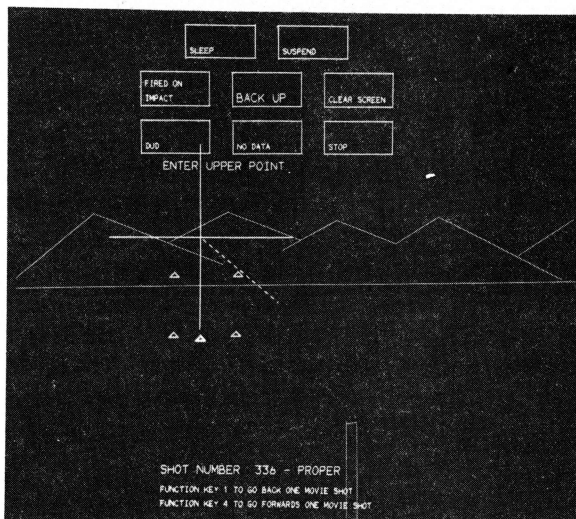 SLEEP
SUSPEND
FIRED ON
IMPACT
BACK UP
CLEAR SCREEN
DUD
NO DATA
STOP
ENTER UPPER POINT
SHOT NUMBER 336 - PROPER
FUNCTION KEY 1 TO GO BACK ONE MOVIE SHOT
FUNCTION KEY 4 TO GO FORWARDS ONE MOVIE SHOT